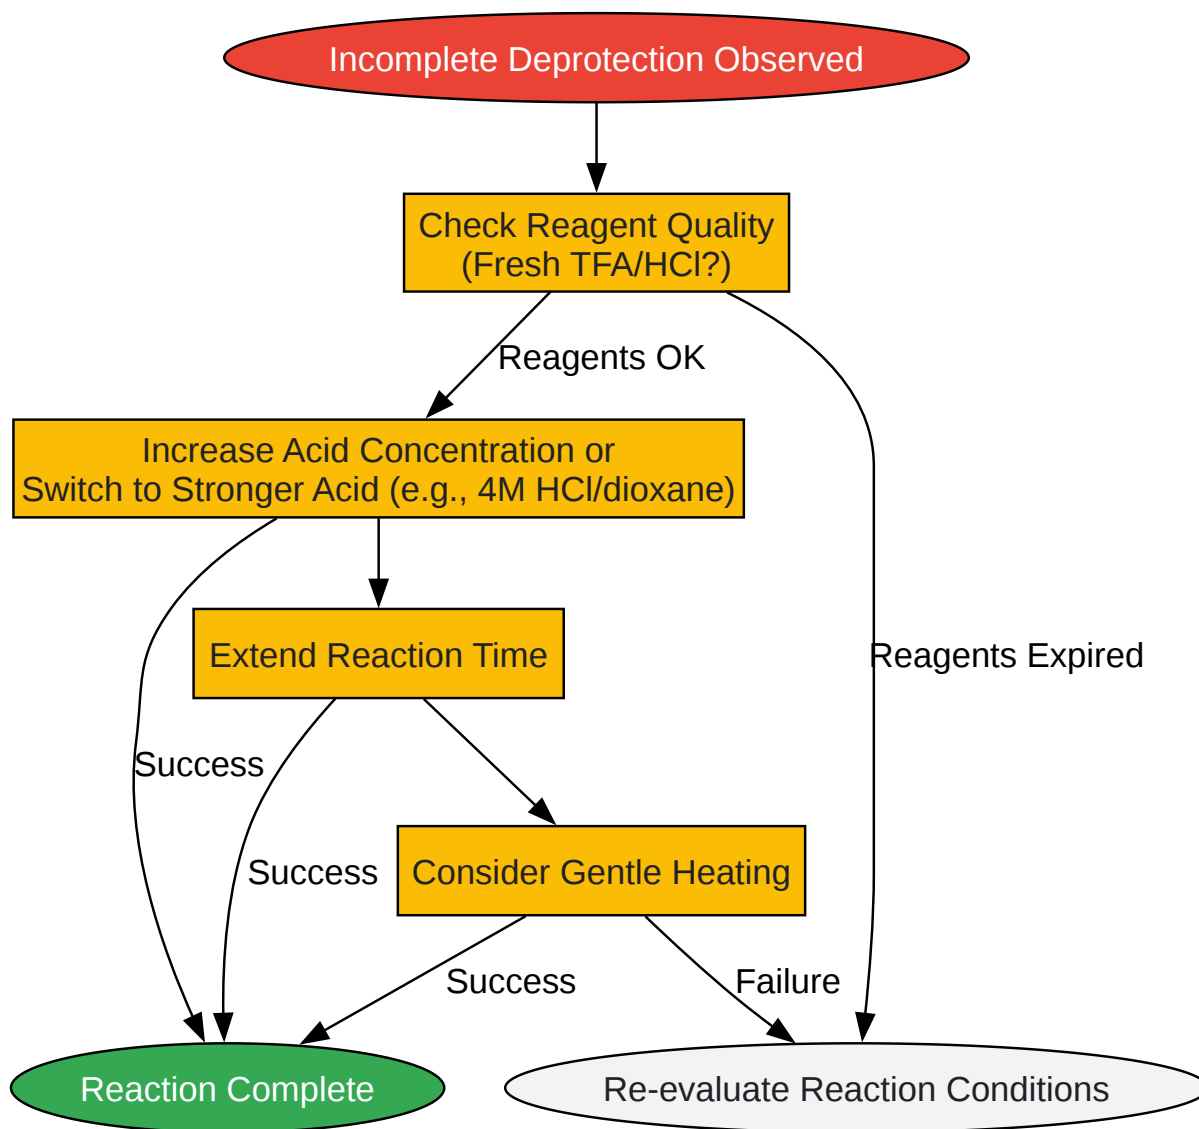 Incomplete Deprotection Observed
Check Reagent Quality
(Fresh TFA/HCl?)
Reagents OK
Increase Acid Concentration or
Switch to Stronger Acid (e.g., 4M HCl/dioxane)
Extend Reaction Time
Reagents Expired
Success
Success
Consider Gentle Heating
Success
Failure
Reaction Complete
Re-evaluate Reaction Conditions